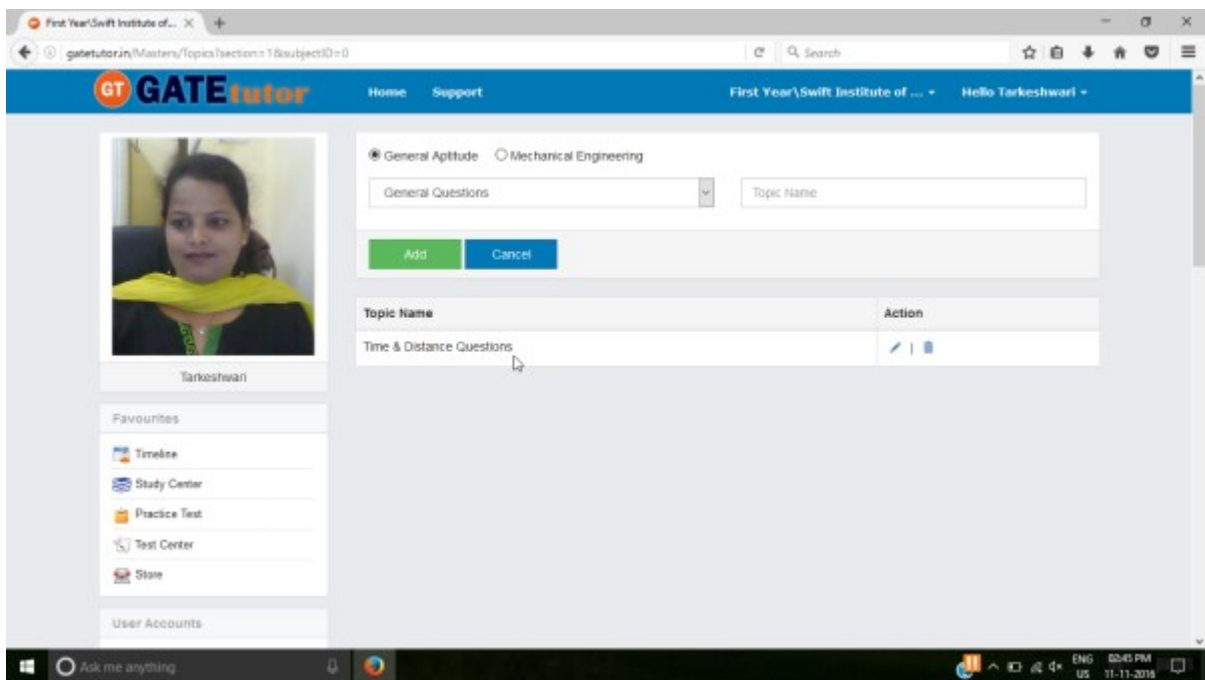 First Year\Swift Institute of...
gatetutor.in/Masters/Topics?section=1&subjectID=0
Search
GT GATEtutor
Home Support First Year\Swift Institute of .... Hello Tarkeshwari
General Aptitude Mechanical Engineering
General Questions Topic Name
Add Cancel
Topic Name Action
Time & Distance Questions |
Tarkeshwari
Favourites
Timeline
Study Center
Practice Test
Test Center
Store
User Accounts
Ask me anything
ENG 02:45 PM
US 11-11-2016